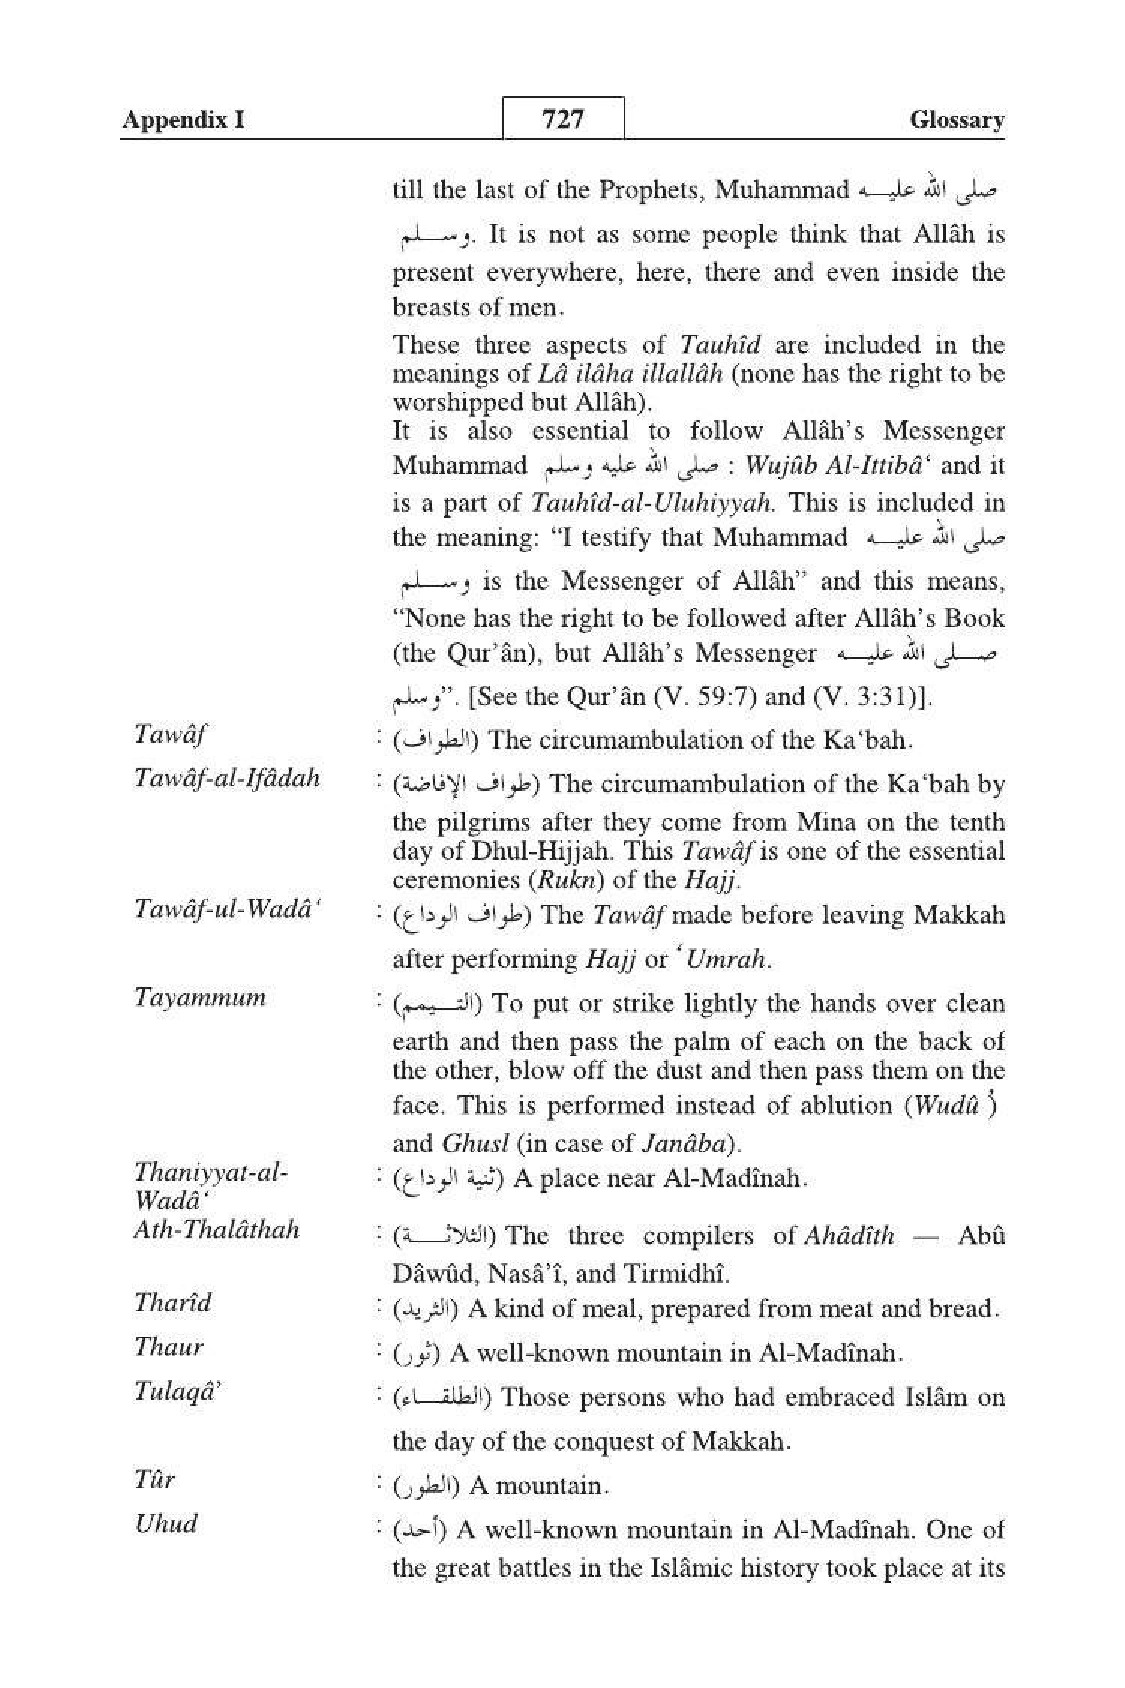 Appendix I 727 Glossary
till the last of the Prophets, Muhammad صلى الله عليـــه
وســـلم. It is not as some people think that Allâh is
present everywhere, here, there and even inside the
breasts of men.
These three aspects of Tauhîd are included in the
meanings of Lâ ilâha illallâh (none has the right to be
worshipped but Allâh).
It is also essential to follow Allâh’s Messenger
Muhammad صلى الله عليه وسلم : Wujûb Al-Ittibâ‘ and it
is a part of Tauhîd-al-Uluhiyyah. This is included in
the meaning: “I testify that Muhammad صلى الله عليـــه
وســـلم is the Messenger of Allâh” and this means,
“None has the right to be followed after Allâh’s Book
(the Qur’ân), but Allâh’s Messenger صـــلى الله عليـــه
وسلم”. [See the Qur’ân (V. 59:7) and (V. 3:31)].
Tawâf : (الطواف) The circumambulation of the Ka‘bah.
Tawâf-al-Ifâdah : (طواف الإفاضة) The circumambulation of the Ka‘bah by
the pilgrims after they come from Mina on the tenth
day of Dhul-Hijjah. This Tawâf is one of the essential
ceremonies (Rukn) of the Hajj.
Tawâf-ul-Wadâ‘ : (طواف الوداع) The Tawâf made before leaving Makkah
after performing Hajj or ‘Umrah.
Tayammum : (التـــيمم) To put or strike lightly the hands over clean
earth and then pass the palm of each on the back of
the other, blow off the dust and then pass them on the
face. This is performed instead of ablution (Wudû’)
and Ghusl (in case of Janâba).
Thaniyyat-al- : (ثنية الوداع) A place near Al-Madînah.
Wadâ‘
Ath-Thalâthah : (الثلاثـــة) The three compilers of Ahâdîth — Abû
Dâwûd, Nasâ’î, and Tirmidhî.
Tharîd : (الثريد) A kind of meal, prepared from meat and bread.
Thaur : (ثور) A well-known mountain in Al-Madînah.
Tulaqâ’ : (الطلقـــاء) Those persons who had embraced Islâm on
the day of the conquest of Makkah.
Tûr : (الطور) A mountain.
Uhud : (أحد) A well-known mountain in Al-Madînah. One of
the great battles in the Islâmic history took place at its